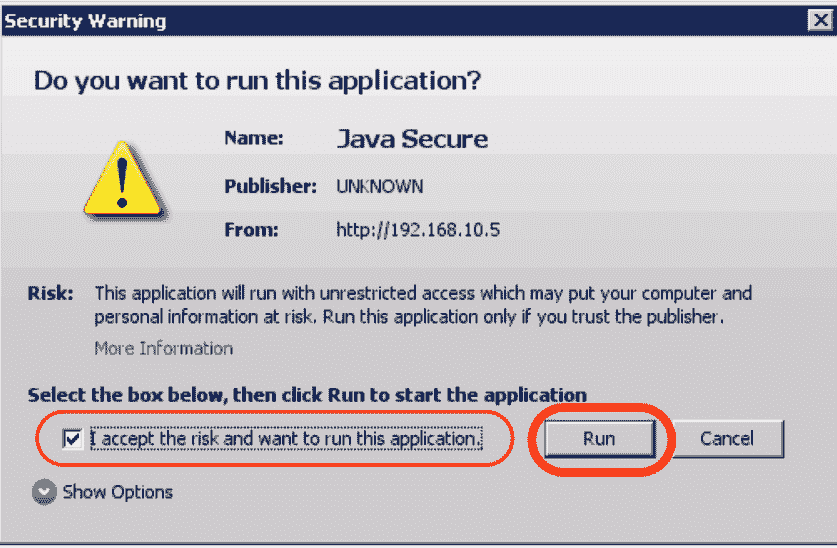 Security Warning
Do you want to run this application?
Name: Java Secure
Publisher: UNKNOWN
From: http://192.168.10.5
Risk: This application will run with unrestricted access which may put your computer and
personal information at risk. Run this application only if you trust the publisher.
More Information
Select the box below, then click Run to start the application
I accept the risk and want to run this application.
Run Cancel
Show Options